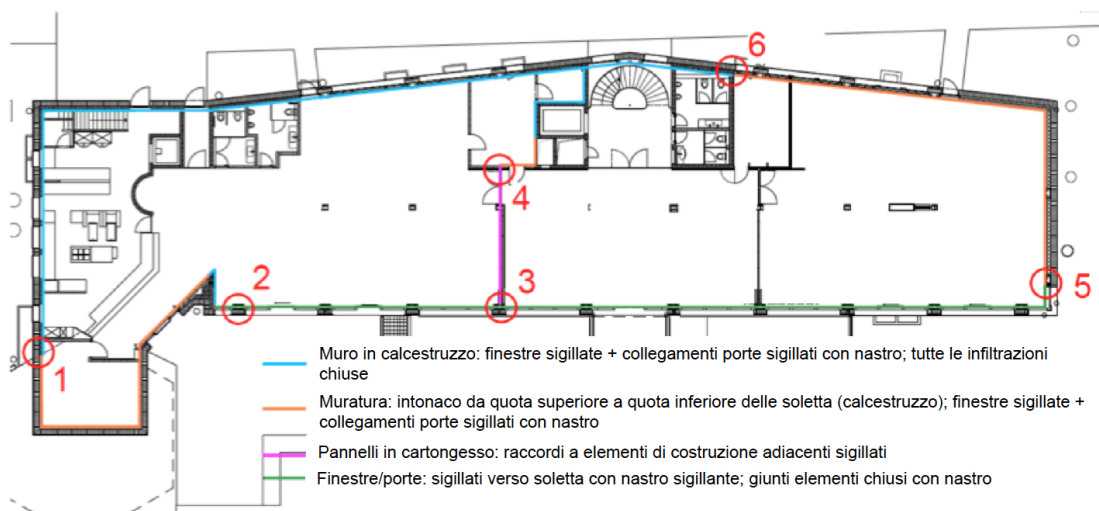 6
4
2
3
5
1
Muro in calcestruzzo: finestre sigillate + collegamenti porte sigillati con nastro; tutte le infiltrazioni
chiuse
Muratura: intonaco da quota superiore a quota inferiore delle soletta (calcestruzzo); finestre sigillate +
collegamenti porte sigillati con nastro
Pannelli in cartongesso: raccordi a elementi di costruzione adiacenti sigillati
Finestre/porte: sigillati verso soletta con nastro sigillante; giunti elementi chiusi con nastro